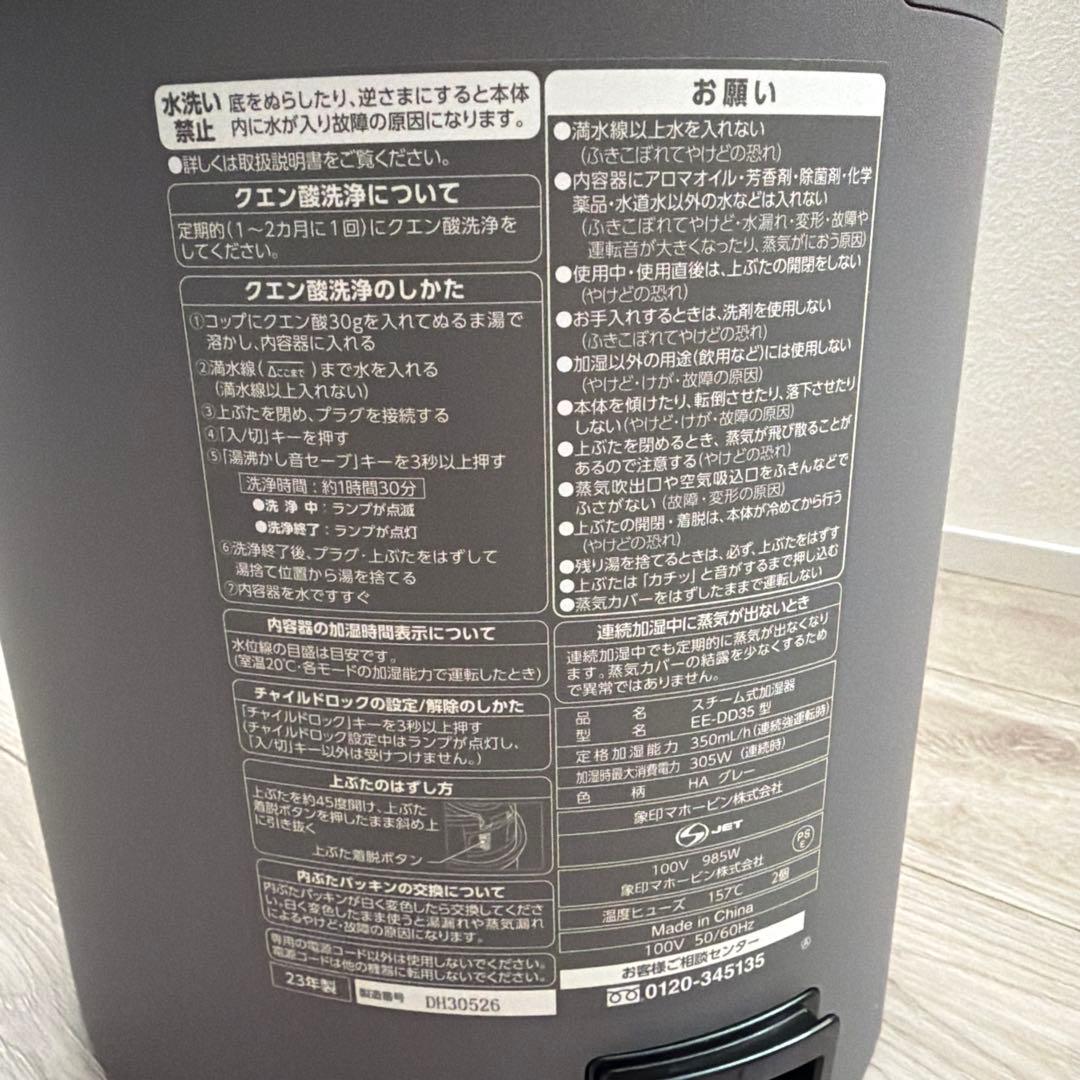 水洗い
禁止
底をぬらしたり、逆さまにすると本体
内に水が入り故障の原因になります。
●詳しくは取扱説明書をご覧ください。
クエン酸洗浄について
定期的(1〜2カ月に1回)にクエン酸洗浄を
してください。
クエン酸洗浄のしかた
①コップにクエン酸30gを入れてぬるま湯で
溶かし、内容器に入れる
②満水線(△ここまで)まで水を入れる
(満水線以上入れない)
③上ぶたを閉め、プラグを接続する
④「入/切」キーを押す
⑤「湯沸かし音セーブ」キーを3秒以上押す
洗浄時間:約1時間30分
●洗浄中:ランプが点滅
●洗浄終了:ランプが点灯
⑥洗浄終了後、プラグ・上ぶたをはずして
湯捨て位置から湯を捨てる
⑦内容器を水ですすぐ
内容器の加湿時間表示について
水位線の目盛は目安です。
(室温20℃・各モードの加湿能力で運転したとき)
チャイルドロックの設定/解除のしかた
「チャイルドロック」キーを3秒以上押す
(チャイルドロック設定中はランプが点灯し、
「入/切」キー以外は受けつけません。)
上ぶたのはずし方
上ぶたを約45度開け、上ぶた
着脱ボタンを押したまま斜め上
に引き抜く
上ぶた着脱ボタン
内ぶたパッキンの交換について
内ぶたパッキンが白く変色したら交換してくださ
い。白く変色したまま使うと湯漏れや蒸気漏れ
によるやけど・故障の原因になります。
専用の電源コード以外は使用しないでください。
電源コードは他の機器に転用しないでください。
23年製
製造番号 DH30526
お願い
●満水線以上水を入れない
(ふきこぼれてやけどの恐れ)
●内容器にアロマオイル・芳香剤・除菌剤・化学
薬品・水道水以外の水などは入れない
(ふきこぼれてやけど・水漏れ・変形・故障や
運転音が大きくなったり、蒸気がにおう原因)
●使用中・使用直後は、上ぶたの開閉をしない
(やけどの恐れ)
●お手入れするときは、洗剤を使用しない
(ふきこぼれてやけどの恐れ)
●加湿以外の用途(飲用など)には使用しない
(やけど・けが・故障の原因)
●本体を傾けたり、転倒させたり、落下させたり
しない(やけど・けが・故障の原因)
●上ぶたを閉めるとき、蒸気が飛び散ることが
あるので注意する(やけどの恐れ)
●蒸気吹出口や空気吸込口をふきんなどで
ふさがない(故障・変形の原因)
●上ぶたの開閉・着脱は、本体が冷めてから行う
(やけどの恐れ)
●残り湯を捨てるときは、必ず、上ぶたをはずす
●上ぶたは「カチッ」と音がするまで押し込む
●蒸気カバーをはずしたままで運転しない
連続加湿中に蒸気が出ないとき
連続加湿中でも定期的に蒸気が出なくなり
ます。蒸気カバーの結露を少なくするため
で異常ではありません。
品名 スチーム式加湿器
型名 EE-DD35型
定格加湿能力 350mL/h(連続強運転時)
加湿時最大消費電力 305W(連続時)
色柄 HA グレー
象印マホービン株式会社
S JET
PS
E
100V 985W
象印マホービン株式会社
温度ヒューズ 157℃ 2個
Made in China
100V 50/60Hz
Ⓐ
お客様ご相談センター
0120-345135